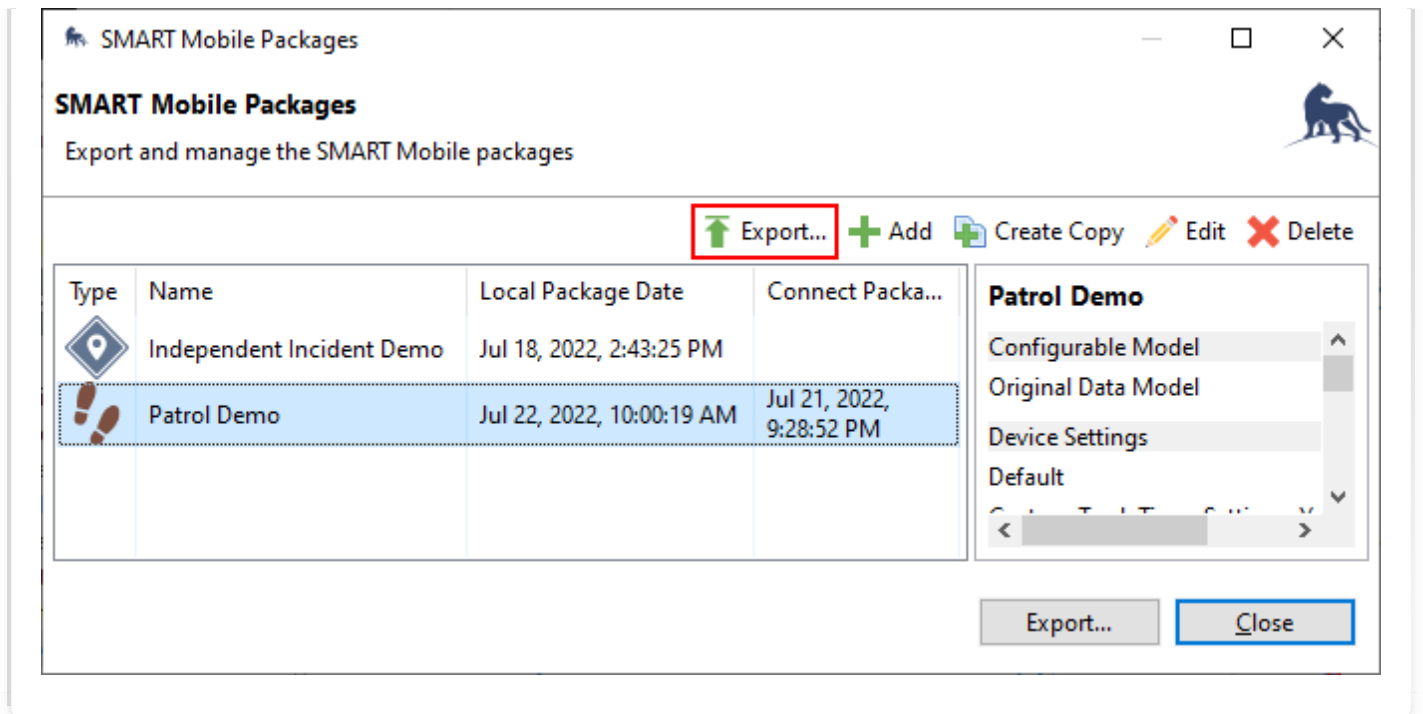 SMART Mobile Packages
SMART Mobile Packages
Export and manage the SMART Mobile packages
Export... Add Create Copy Edit Delete
Type Name Local Package Date Connect Packa...
Independent Incident Demo Jul 18, 2022, 2:43:25 PM
Patrol Demo Jul 22, 2022, 10:00:19 AM Jul 21, 2022,
9:28:52 PM
Patrol Demo
Configurable Model
Original Data Model
Device Settings
Default
Export... Close